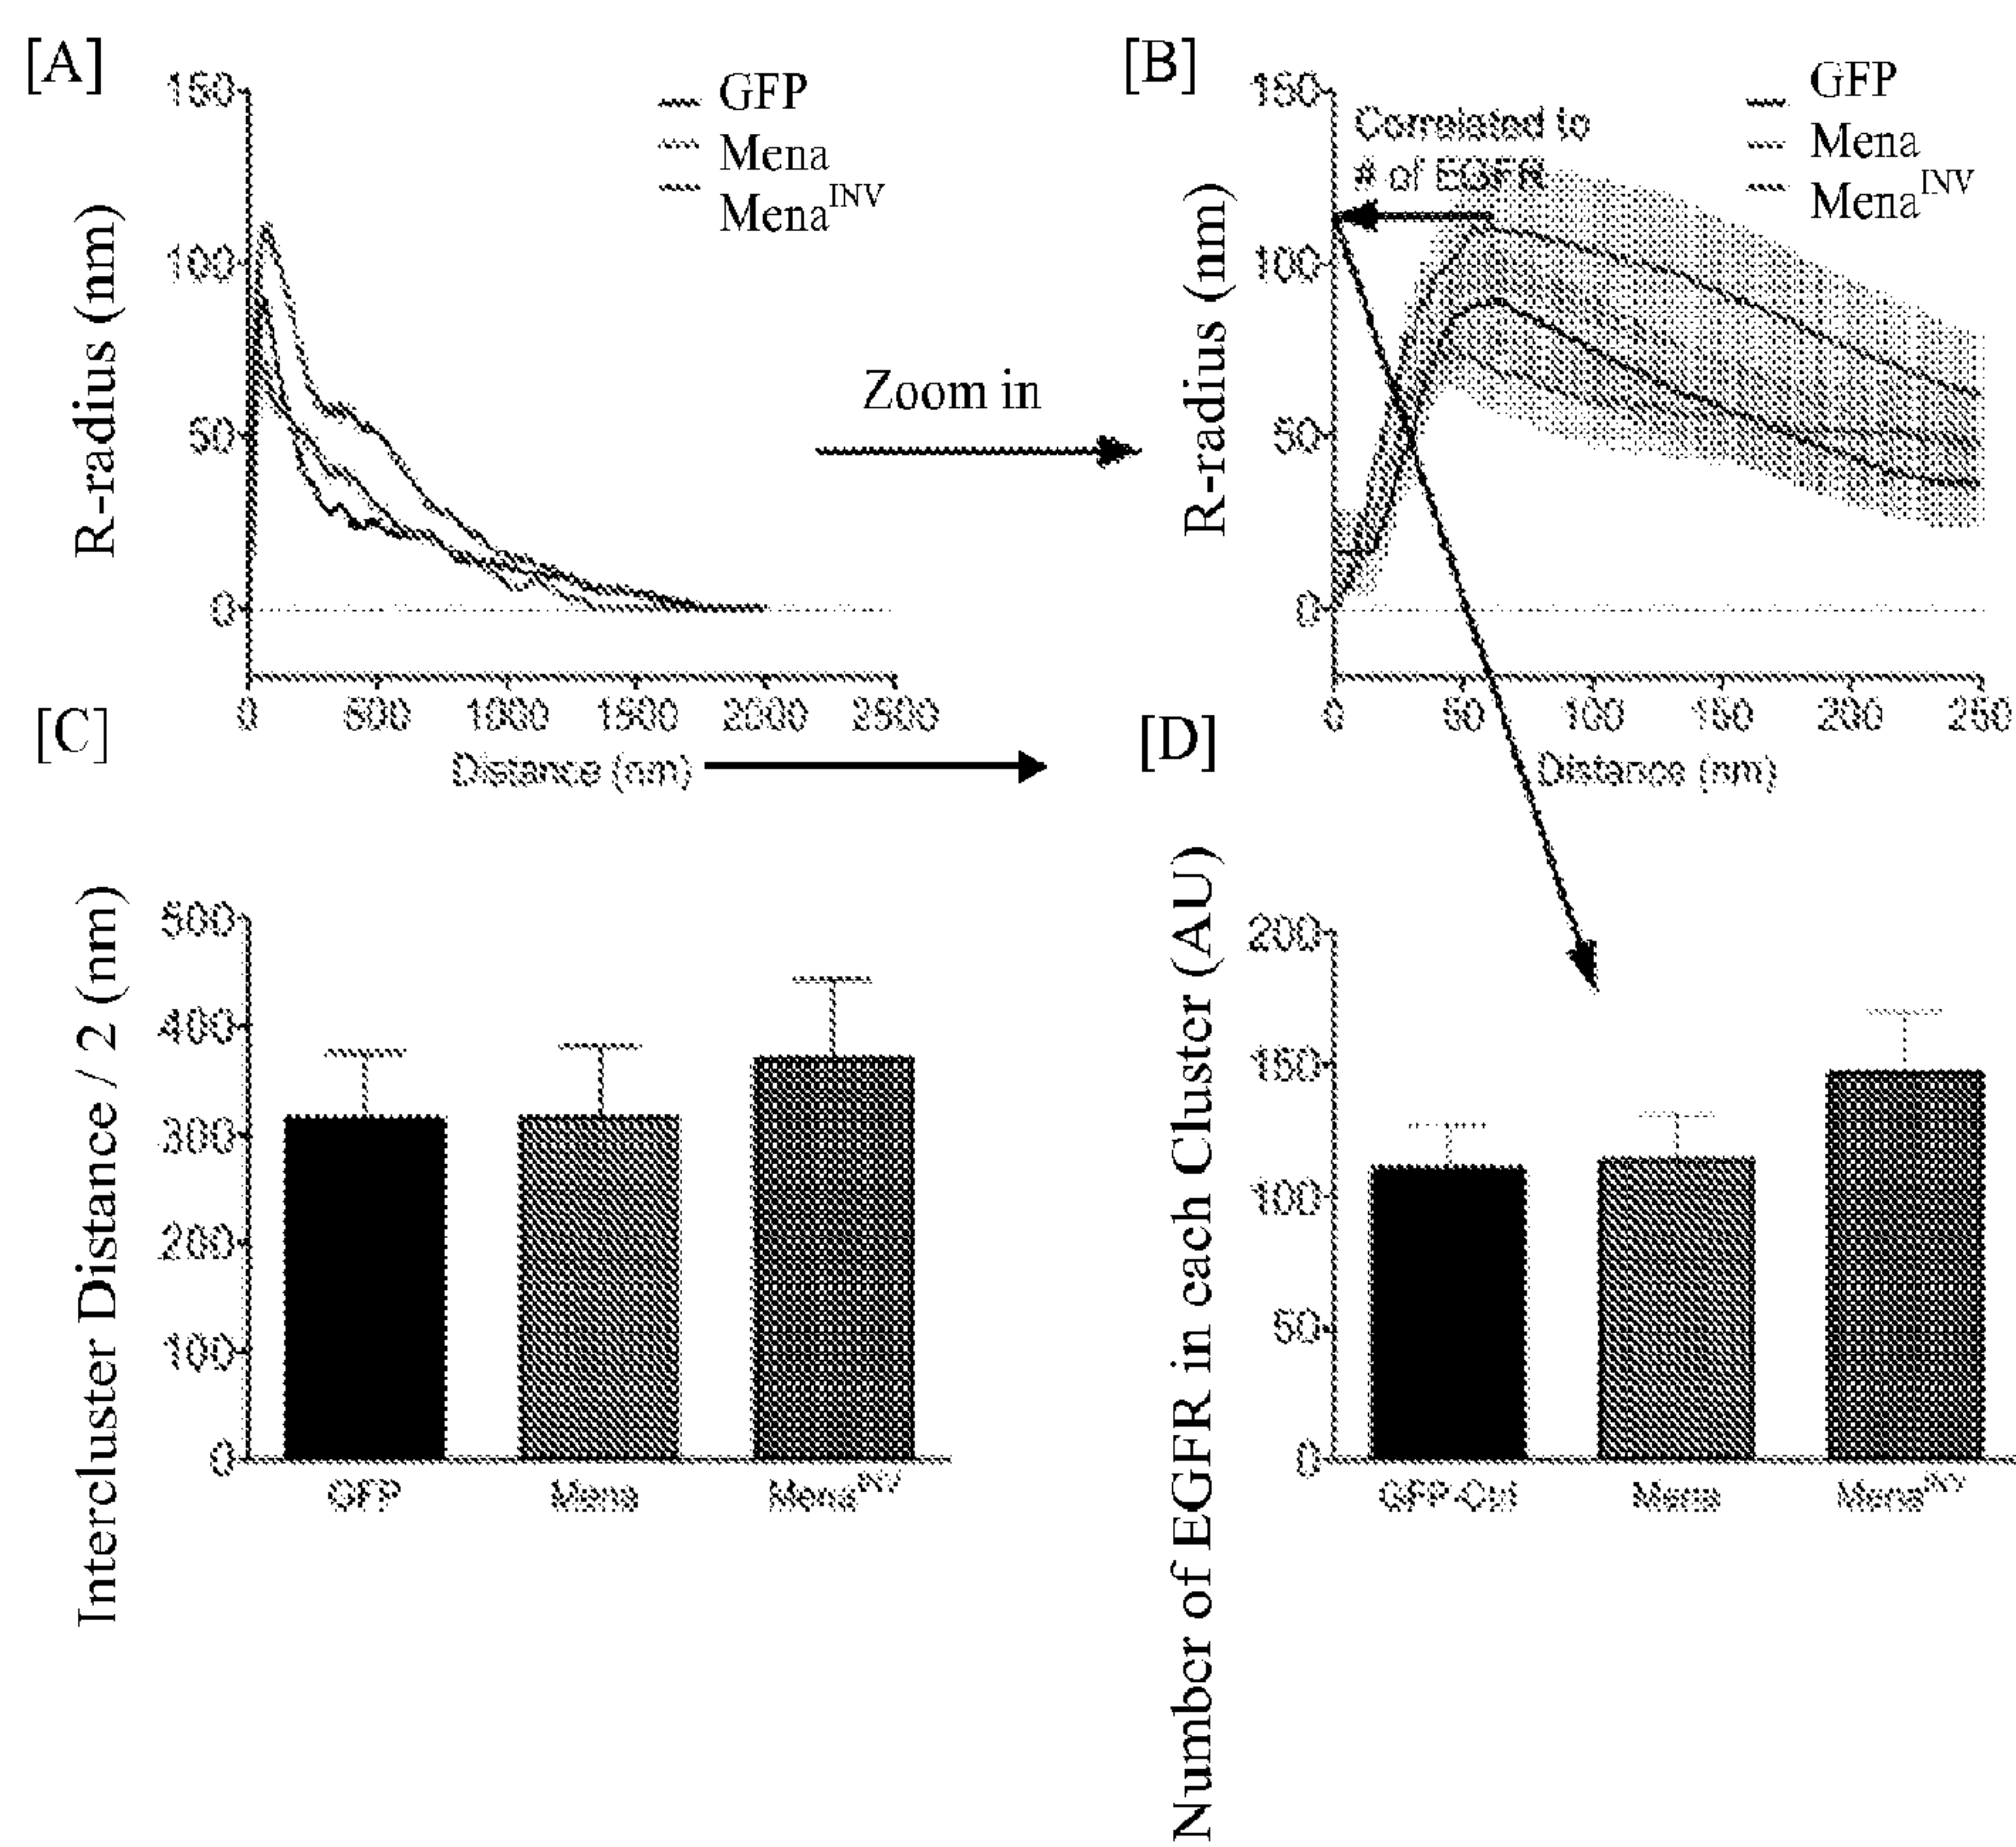 [A]
150
100
50
0
R-radius (nm)
GFP
Mena
Mena^INV
0 500 1000 1500 2000 2500
Distance (nm)
Zoom in
[B]
150
100
50
0
R-radius (nm)
Correlated to
# of EGFR
GFP
Mena
Mena^INV
0 50 100 150 200 250
Distance (nm)
[C]
500
400
300
200
100
0
Intercluster Distance / 2 (nm)
GFP Mena Mena^INV
[D]
200
150
100
50
0
Number of EGFR in each Cluster (AU)
GFP-Ctrl Mena Mena^INV